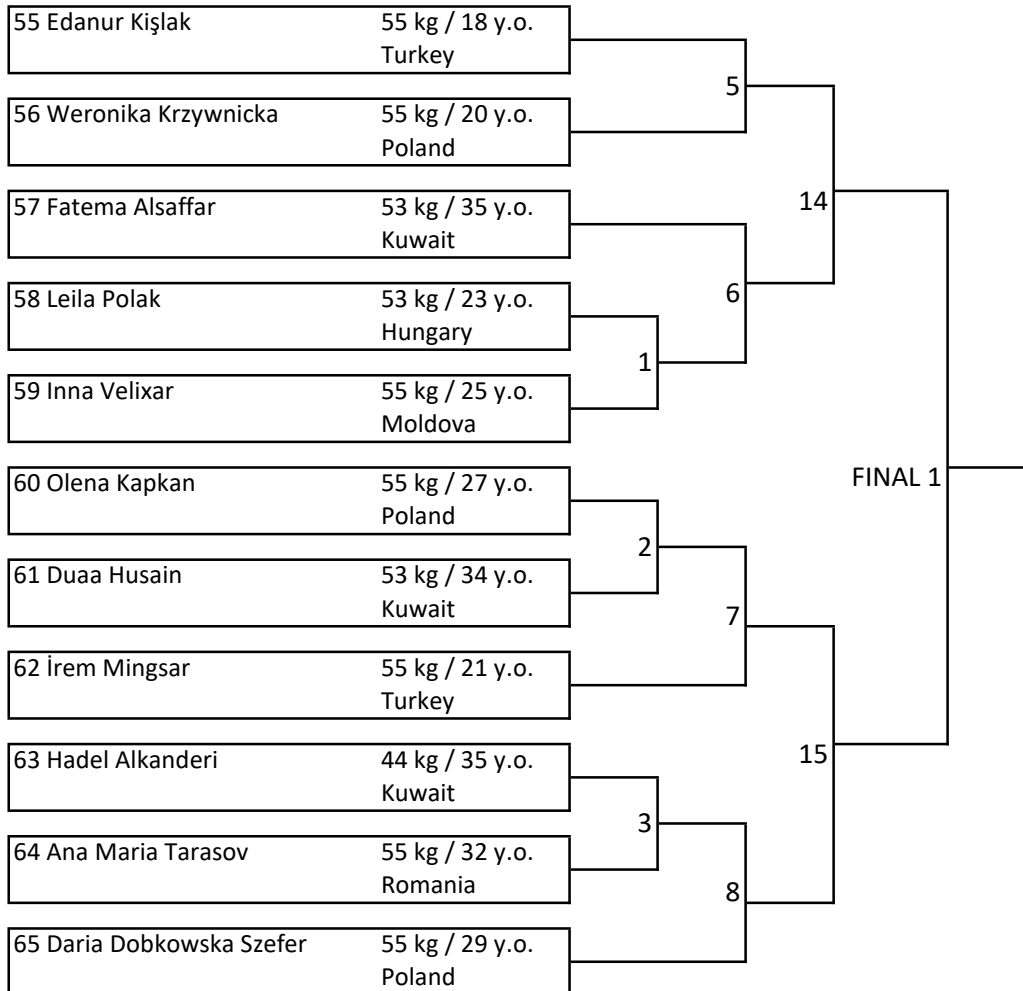 55 Edanur Kişlak 55 kg / 18 y.o.
Turkey
5
56 Weronika Krzywnicka 55 kg / 20 y.o.
Poland
57 Fatema Alsaffar 53 kg / 35 y.o.
14
Kuwait
58 Leila Polak 53 kg / 23 y.o.
6
Hungary
1
59 Inna Velixar 55 kg / 25 y.o.
Moldova
60 Olena Kapkan 55 kg / 27 y.o.
FINAL 1
Poland
2
61 Duaa Husain 53 kg / 34 y.o.
Kuwait
7
62 İrem Mingsar 55 kg / 21 y.o.
Turkey
63 Hadel Alkanderi 44 kg / 35 y.o.
15
Kuwait
3
64 Ana Maria Tarasov 55 kg / 32 y.o.
Romania
8
65 Daria Dobkowska Szefer 55 kg / 29 y.o.
Poland